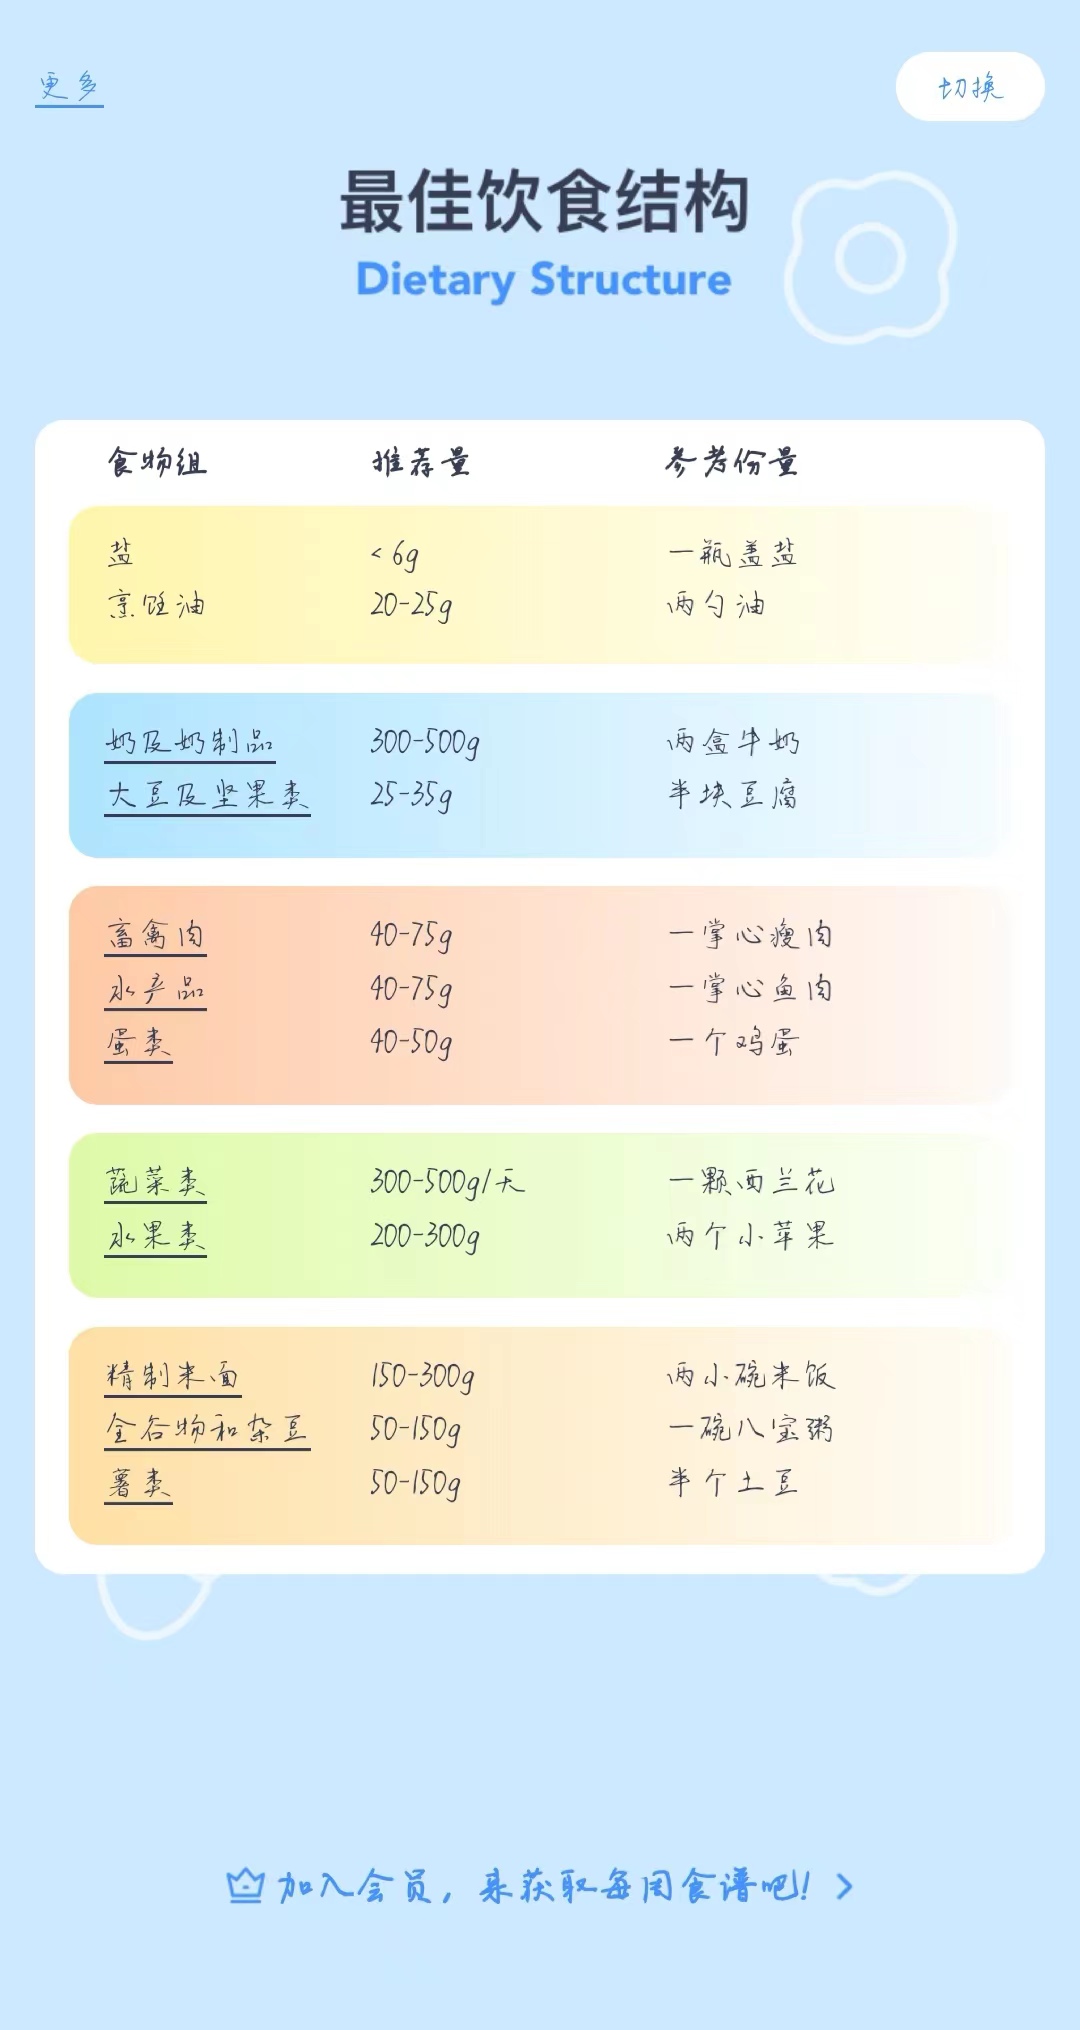 更多
切换
最佳饮食结构
Dietary Structure
食物组 推荐量 参考份量
盐 < 6g 一瓶盖盐
烹饪油 20-25g 两勺油
奶及奶制品 300-500g 两盒牛奶
大豆及坚果类 25-35g 半块豆腐
畜禽肉 40-75g 一掌心瘦肉
水产品 40-75g 一掌心鱼肉
蛋类 40-50g 一个鸡蛋
蔬菜类 300-500g/天 一颗西兰花
水果类 200-300g 两个小苹果
精制米面 150-300g 两小碗米饭
全谷物和杂豆 50-150g 一碗八宝粥
薯类 50-150g 半个土豆
加入会员，来获取每周食谱吧!